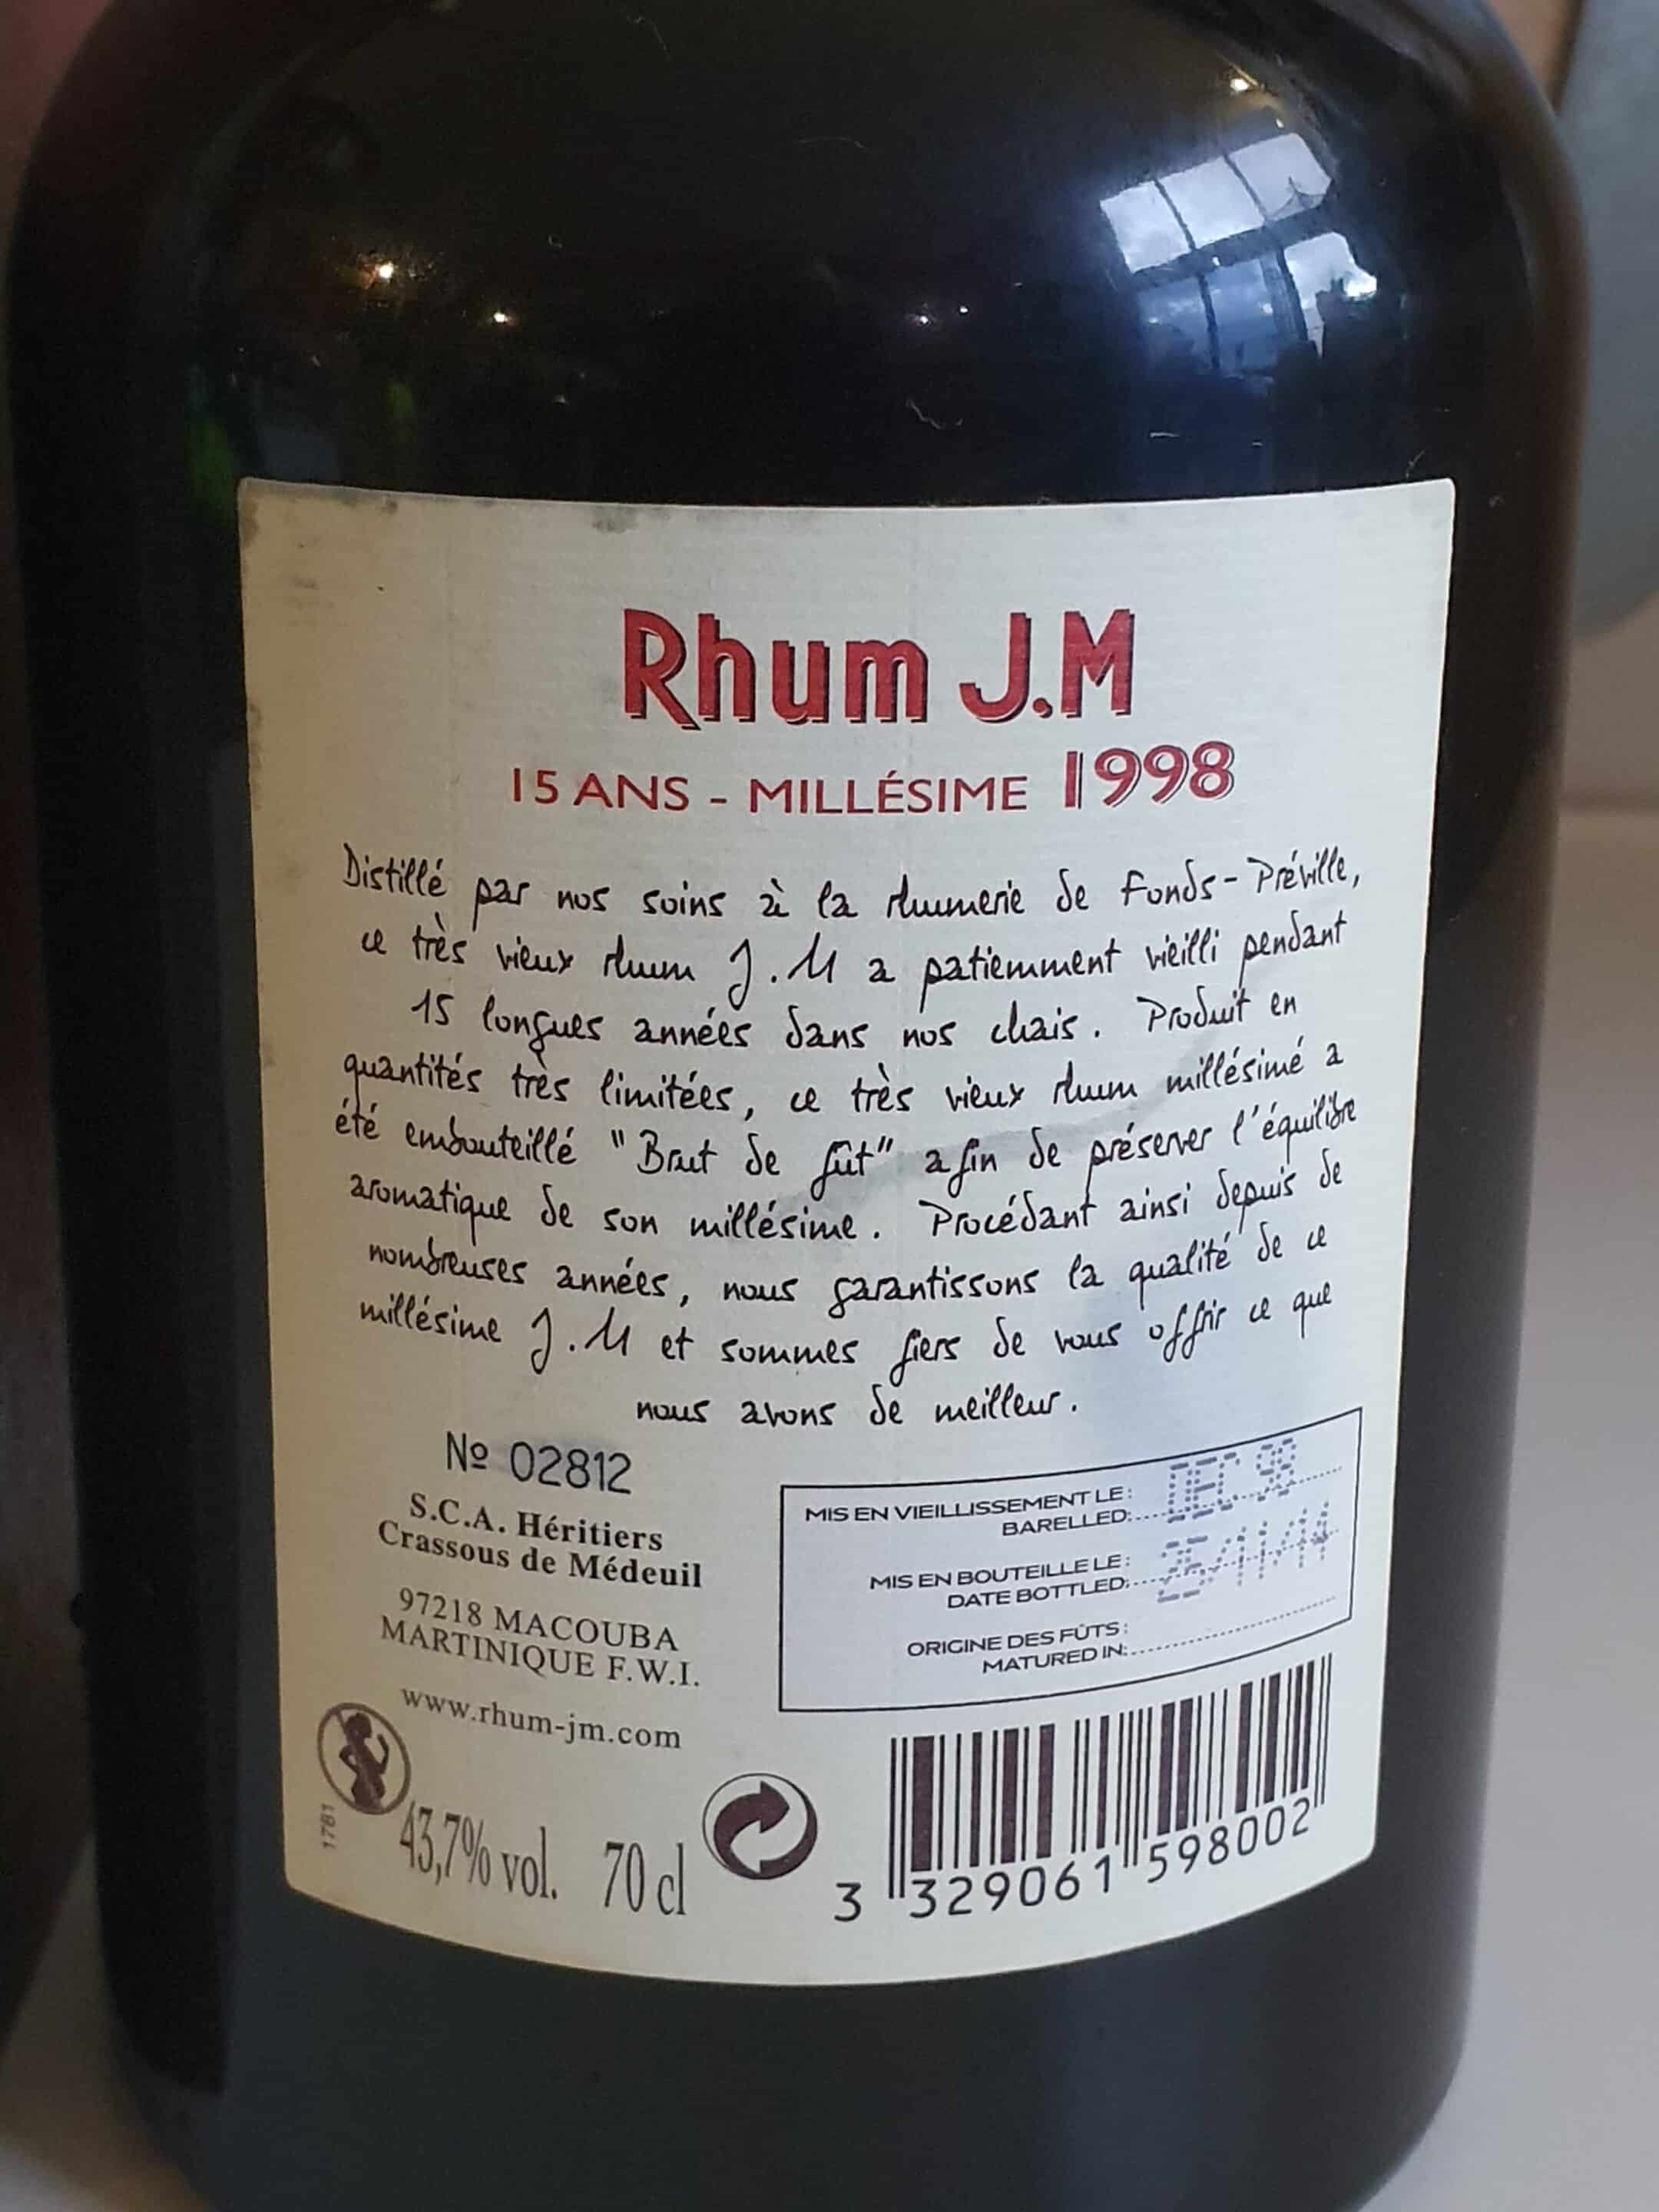 Rhum J.M
15 ANS - MILLÉSIME 1998
Distillé par nos soins à la rhumerie de Fonds-Préville,
ce très vieux rhum J.M a patiemment vieilli pendant
15 longues années dans nos chais. Produit en
quantités très limitées, ce très vieux rhum millésimé a
été embouteillé "Brut de fût" afin de préserver l'équilibre
aromatique de son millésime. Procédant ainsi depuis de
nombreuses années, nous garantissons la qualité de ce
millésime J.M et sommes fiers de vous offrir ce que
nous avons de meilleur.
Nº 02812
S.C.A. Héritiers
Crassous de Médeuil
97218 MACOUBA
MARTINIQUE F.W.I.
www.rhum-jm.com
MIS EN VIEILLISSEMENT LE :
BARELLED: DEC 98
MIS EN BOUTEILLE LE :
DATE BOTTLED: 25/11/14
ORIGINE DES FÛTS :
MATURED IN:
1781
43,7% vol. 70 cl
3 329061 598002